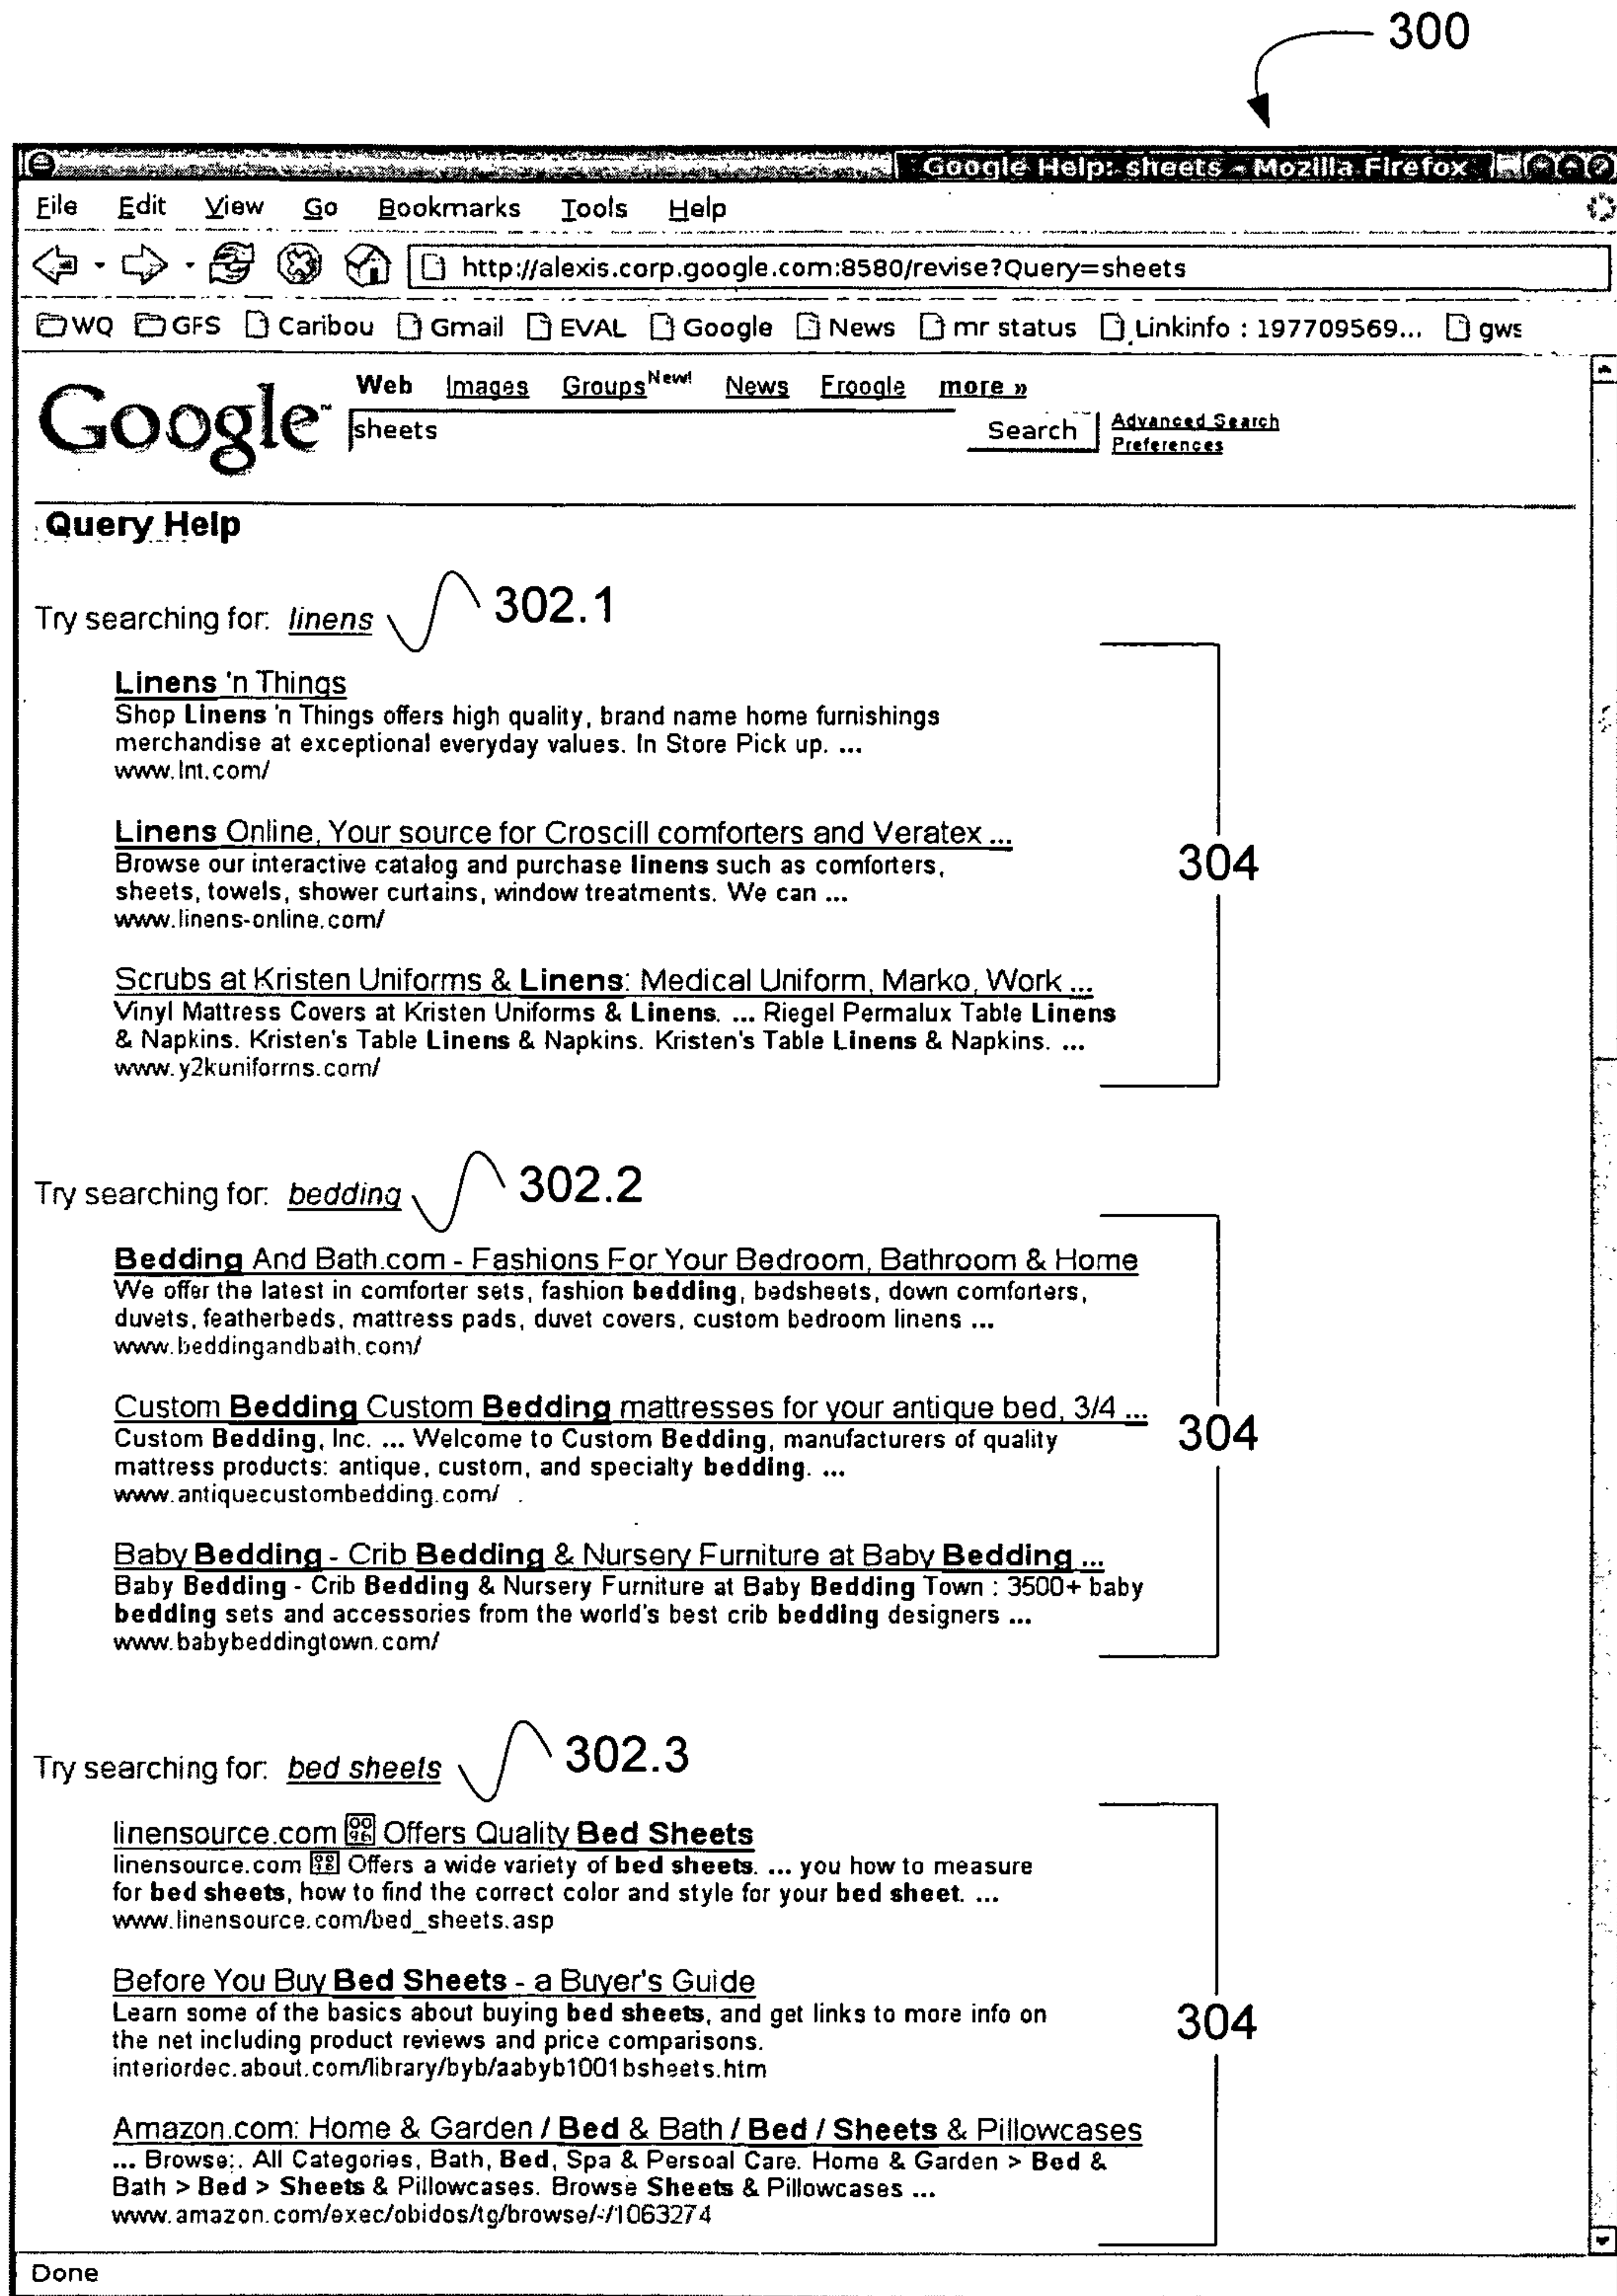 300
Google Help: sheets - Mozilla Firefox
File Edit View Go Bookmarks Tools Help
http://alexis.corp.google.com:8580/revise?Query=sheets
WQ GFS Caribou Gmail EVAL Google News mr status Linkinfo : 197709569... gws
Web Images Groups New! News Froogle more »
Google™ sheets Search Advanced Search
Preferences
Query Help
Try searching for: linens 302.1
Linens 'n Things
Shop Linens 'n Things offers high quality, brand name home furnishings
merchandise at exceptional everyday values. In Store Pick up. ...
www.lnt.com/
Linens Online, Your source for Croscill comforters and Veratex ...
Browse our interactive catalog and purchase linens such as comforters,
sheets, towels, shower curtains, window treatments. We can ...
www.linens-online.com/
304
Scrubs at Kristen Uniforms & Linens: Medical Uniform, Marko, Work ...
Vinyl Mattress Covers at Kristen Uniforms & Linens. ... Riegel Permalux Table Linens
& Napkins. Kristen's Table Linens & Napkins. Kristen's Table Linens & Napkins. ...
www.y2kuniforms.com/
Try searching for: bedding 302.2
Bedding And Bath.com - Fashions For Your Bedroom, Bathroom & Home
We offer the latest in comforter sets, fashion bedding, bedsheets, down comforters,
duvets, featherbeds, mattress pads, duvet covers, custom bedroom linens ...
www.beddingandbath.com/
Custom Bedding Custom Bedding mattresses for your antique bed, 3/4 ...
Custom Bedding, Inc. ... Welcome to Custom Bedding, manufacturers of quality
mattress products: antique, custom, and specialty bedding. ...
www.antiquecustombedding.com/
304
Baby Bedding - Crib Bedding & Nursery Furniture at Baby Bedding ...
Baby Bedding - Crib Bedding & Nursery Furniture at Baby Bedding Town : 3500+ baby
bedding sets and accessories from the world's best crib bedding designers ...
www.babybeddingtown.com/
Try searching for: bed sheets 302.3
linensource.com Offers Quality Bed Sheets
linensource.com Offers a wide variety of bed sheets. ... you how to measure
for bed sheets, how to find the correct color and style for your bed sheet. ...
www.linensource.com/bed_sheets.asp
Before You Buy Bed Sheets - a Buyer's Guide
Learn some of the basics about buying bed sheets, and get links to more info on
the net including product reviews and price comparisons.
interiordec.about.com/library/byb/aabyb1001bsheets.htm
304
Amazon.com: Home & Garden / Bed & Bath / Bed / Sheets & Pillowcases
... Browse:. All Categories, Bath, Bed, Spa & Persoal Care. Home & Garden > Bed &
Bath > Bed > Sheets & Pillowcases. Browse Sheets & Pillowcases ...
www.amazon.com/exec/obidos/tg/browse/-/1063274
Done